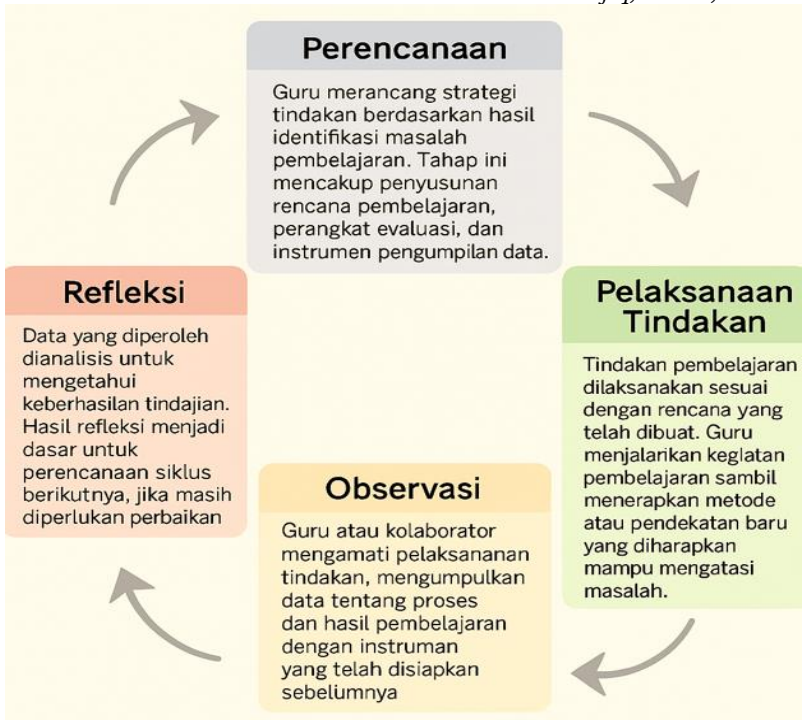 Perencanaan
Guru merancang strategi
tindakan berdasarkan hasil
identifikasi masalah
pembelajaran. Tahap ini
mencakup penyusunan
rencana pembelajaran,
perangkat evaluasi, dan
instrumen pengumpilan data.
Pelaksanaan
Tindakan
Tindakan pembelajaran
dilaksanakan sesuai
dengan rencana yang
telah dibuat. Guru
menjalarikan kegiatan
pembelajaran sambil
menerapkan metode
atau pendekatan baru
yang diharapkan
mampu mengatasi
masalah.
Observasi
Guru atau kolaborator
mengamati pelaksananan
tindakan, mengumpulkan
data tentang proses
dan hasil pembelajaran
dengan instruman
yang telah disiapkan
sebelumnya
Refleksi
Data yang diperoleh
dianalisis untuk
mengetahui
keberhasilan tindajian.
Hasil refleksi menjadi
dasar untuk
perencanaan siklus
berikutnya, jika masih
diperlukan perbaikan